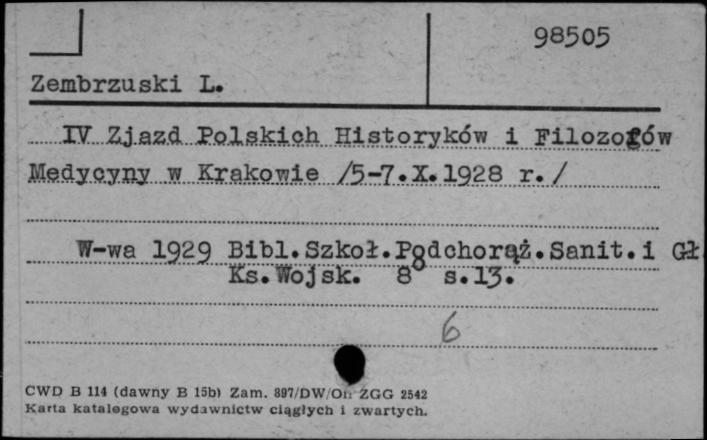 98505
Zembrzuski L.
IV Zjazd Polskich Historyków i Filozofów
Medycyny w Krakowie /5-7.X.1928 r./
W-wa 1929 Bibl.Szkoł.Podchorąż.Sanit.i Gł.
Ks.Wojsk. 8° s.13.
6
CWD B 114 (dawny B 15b) Zam. 897/DW/ ZGG 2542
Karta katalogowa wydawnictw ciągłych i zwartych.